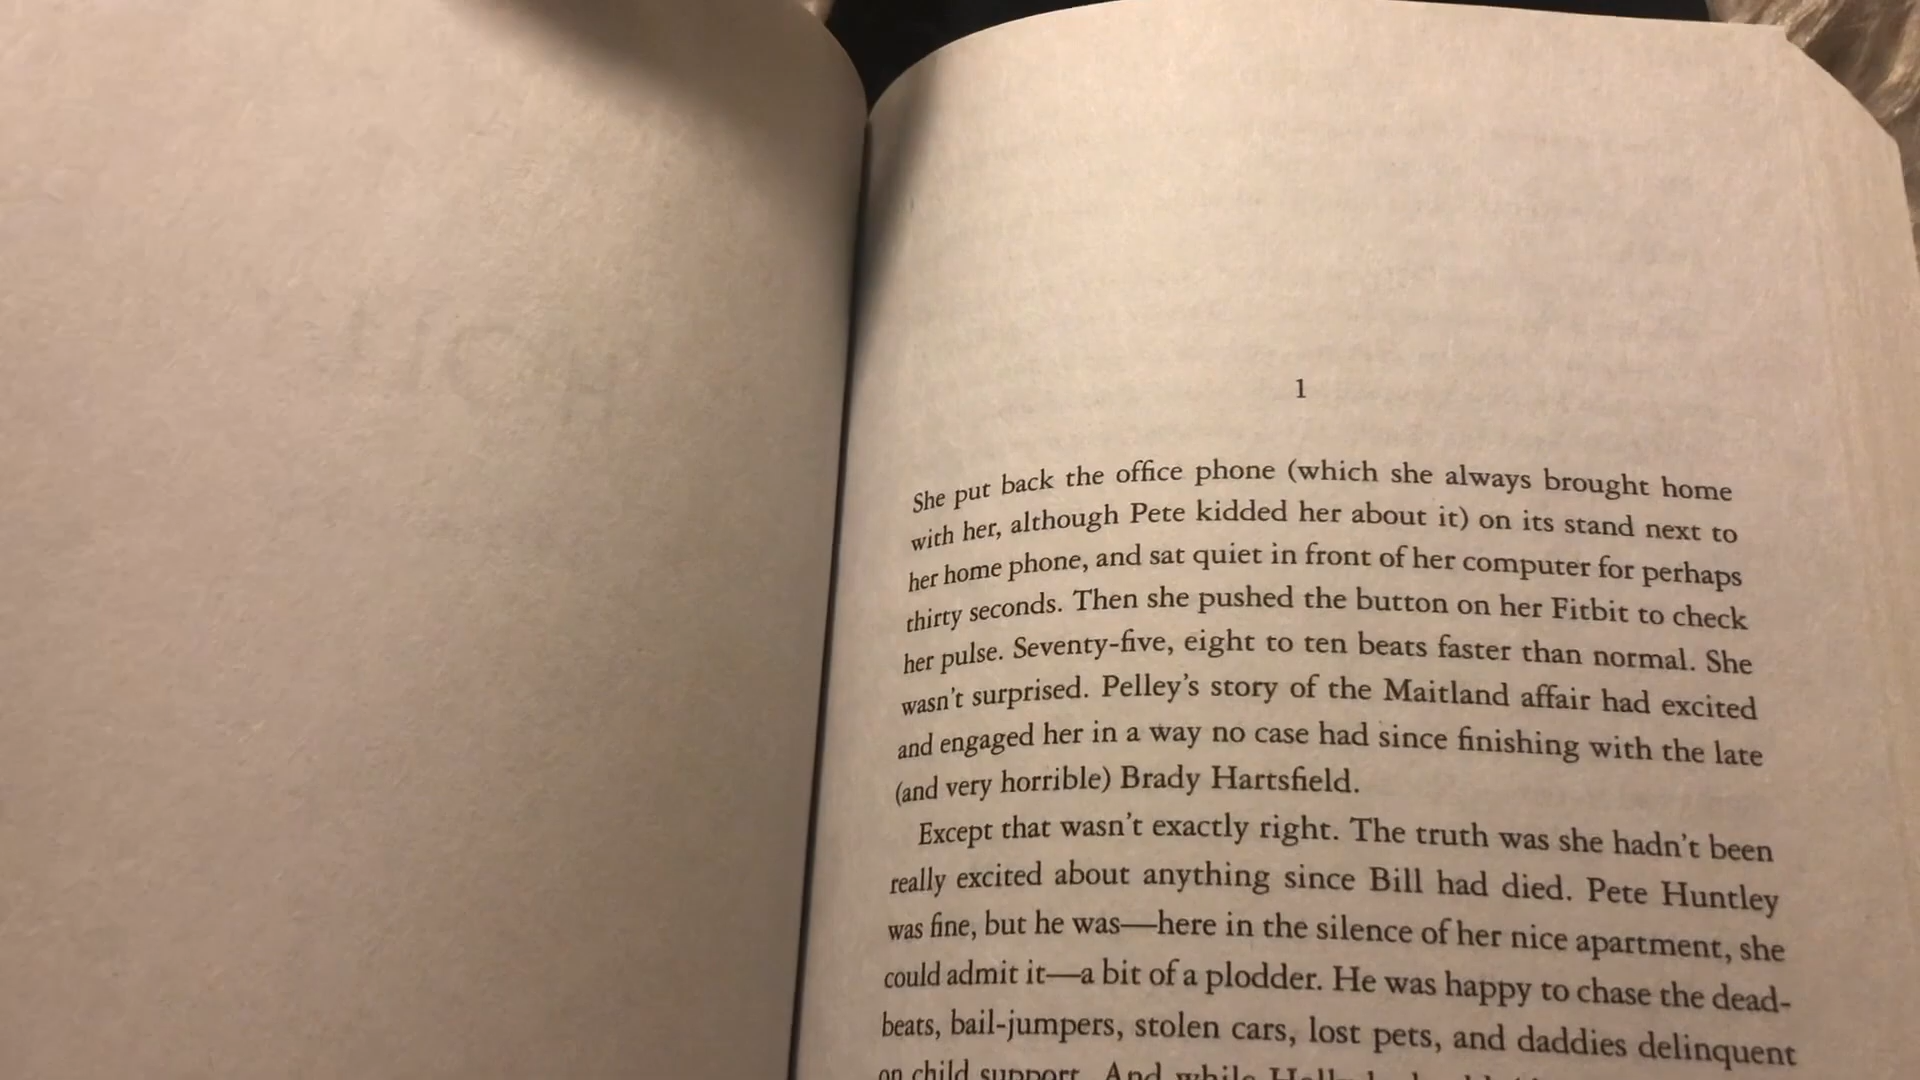 1
She put back the office phone (which she always brought home
with her, although Pete kidded her about it) on its stand next to
her home phone, and sat quiet in front of her computer for perhaps
thirty seconds. Then she pushed the button on her Fitbit to check
her pulse. Seventy-five, eight to ten beats faster than normal. She
wasn't surprised. Pelley's story of the Maitland affair had excited
and engaged her in a way no case had since finishing with the late
(and very horrible) Brady Hartsfield.
Except that wasn't exactly right. The truth was she hadn't been
really excited about anything since Bill had died. Pete Huntley
was fine, but he was—here in the silence of her nice apartment, she
could admit it—a bit of a plodder. He was happy to chase the dead-
beats, bail-jumpers, stolen cars, lost pets, and daddies delinquent
on child support. And while